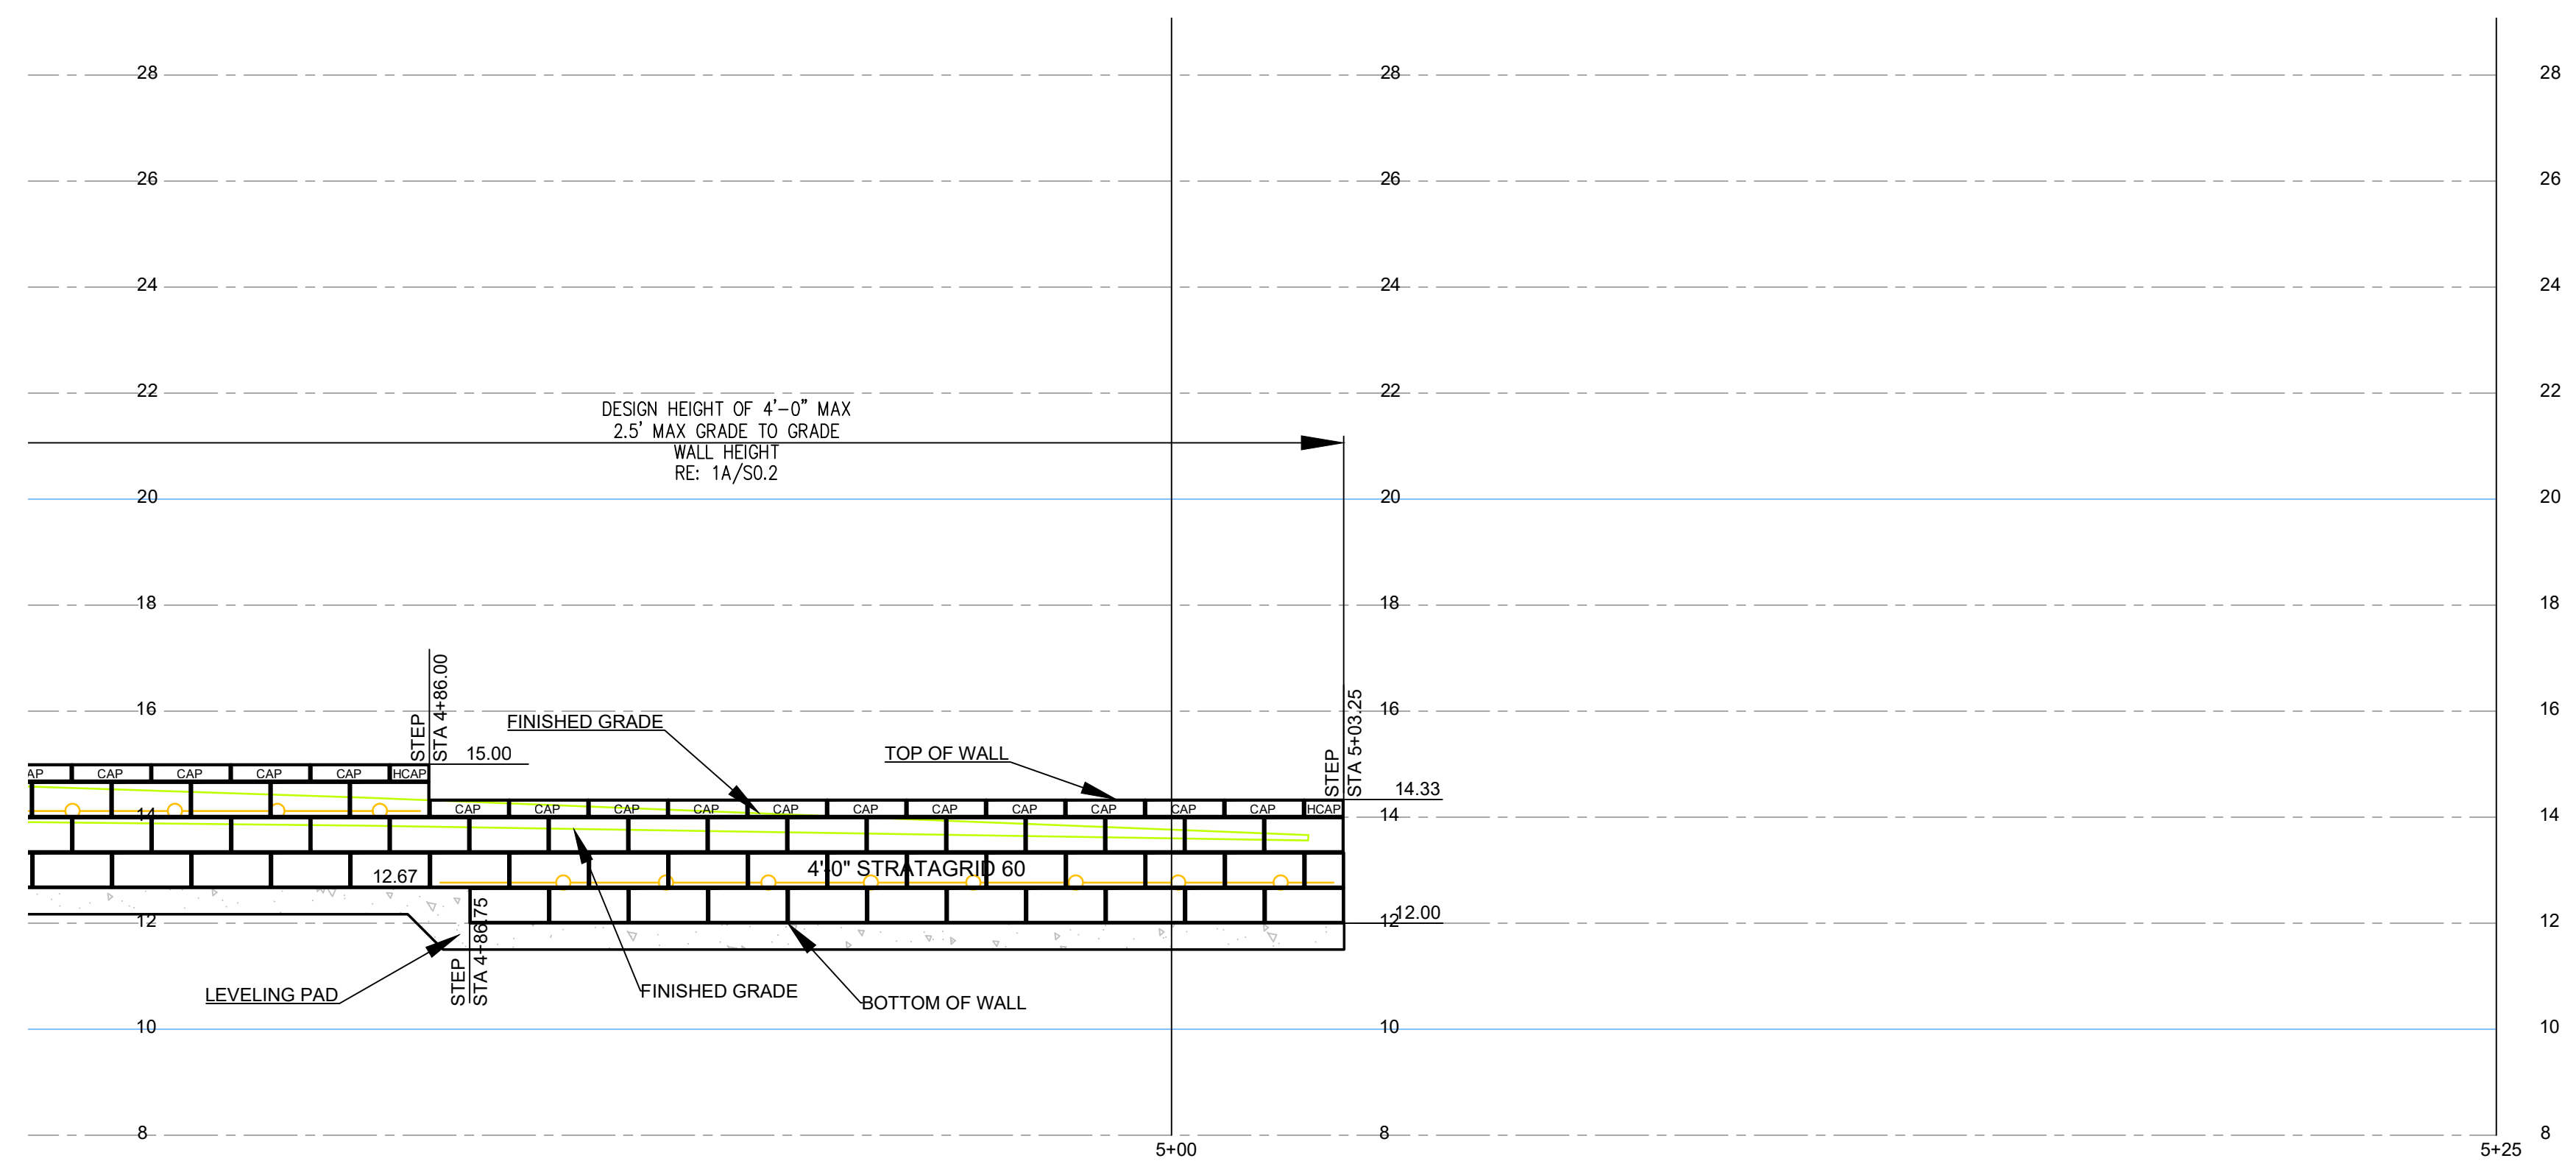 28 28 28
26 26 26
24 24 24
22 22 22
DESIGN HEIGHT OF 4'-0" MAX
2.5' MAX GRADE TO GRADE
WALL HEIGHT
RE: 1A/S0.2
20 20 20
18 18 18
STEP
STA 4+86.00
16 16 16
FINISHED GRADE
TOP OF WALL
STEP
STA 5+03.25
15.00
14.33
AP CAP CAP CAP CAP HCAP
CAP CAP CAP CAP CAP CAP CAP CAP CAP CAP CAP HCAP
14 14 14
4'-0" STRATAGRID 60
12.67
12.00
12 12 12
STEP
STA 4+86.75
LEVELING PAD
FINISHED GRADE
BOTTOM OF WALL
10 10 10
8 8 8
5+00 5+25